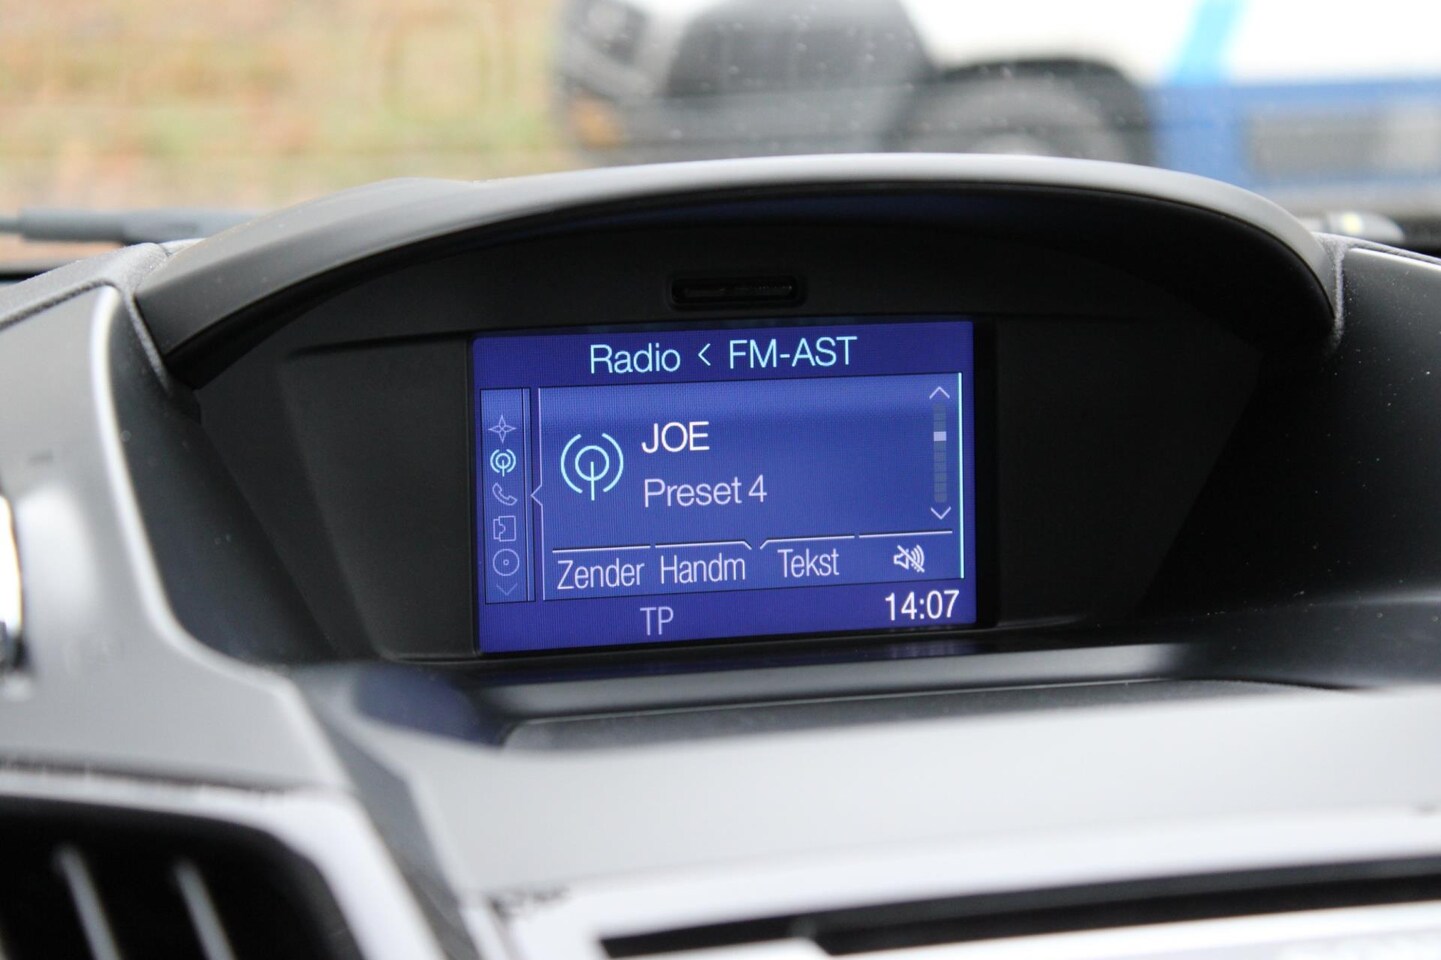 Radio < FM-AST
JOE
Preset 4
Zender Handm Tekst
TP 14:07